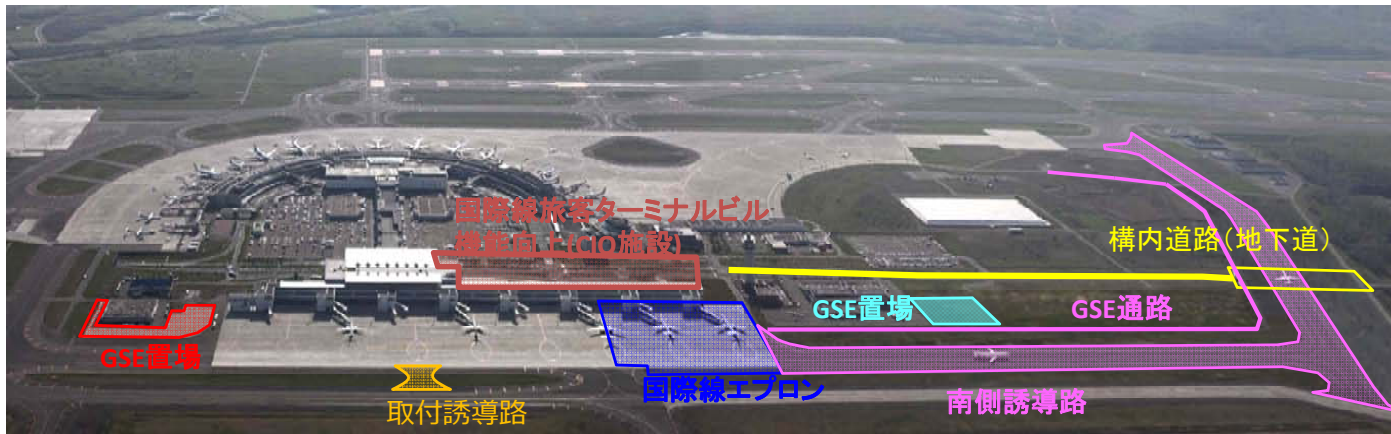 国際線旅客ターミナルビル
機能向上(CIQ施設)
構内道路(地下道)
GSE置場
GSE通路
GSE置場
国際線エプロン
南側誘導路
取付誘導路